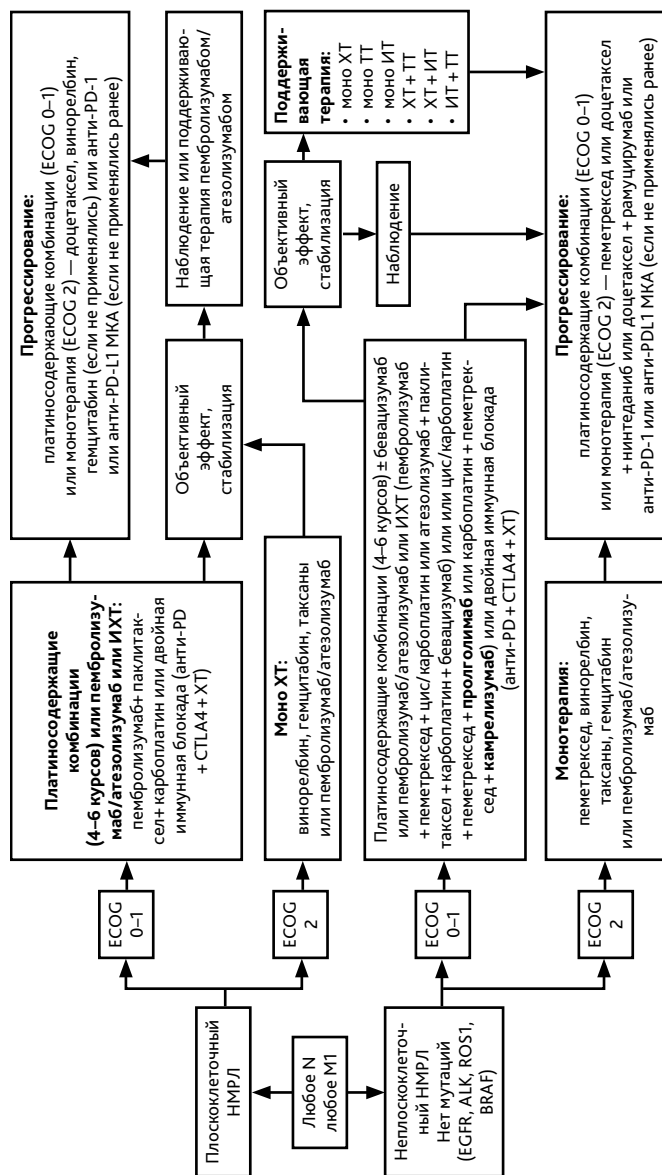 Любое N
любое M1
Плоскоклеточный
НМРЛ
ECOG
0–1
Платиносодержащие
комбинации
(4–6 курсов) или пембролизу-
маб/атезолизумаб или ИХТ:
пембролизумаб+ паклитак-
сел+ карбоплатин или двойная
иммунная блокада (анти-PD
+ CTLA4 + XT)
Прогрессирование:
платиносодержающие комбинации (ECOG 0–1)
или монотерапия (ECOG 2) — доцетаксел, винорелбин,
гемцитабин (если не применялись) или анти-PD-1
или анти-PD-L1 МКА (если не применялись ранее)
ECOG
2
Моно ХТ:
винорелбин, гемцитабин, таксаны
или пембролизумаб/атезолизумаб
Объективный
эффект,
стабилизация
Наблюдение или поддерживаю-
щая терапия пембролизумабом/
атезолизумабом
Неплоскоклеточ-
ный НМРЛ
Нет мутаций
(EGFR, ALK, ROS1,
BRAF)
ECOG
0–1
Платиносодержащие комбинации (4–6 курсов) ± бевацизумаб
или пембролизумаб/атезолизумаб или ИХТ (пембролизумаб
+ пеметрексед + цис/карбоплатин или атезолизумаб + пакли-
таксел + карбоплатин + бевацизумаб) или или цис/карбоплатин
+ пеметрексед + пролголимаб или карбоплатин + пеметрек-
сед + камрелизумаб) или двойная иммунная блокада
(анти-PD + CTLA4 + XT)
Объективный
эффект,
стабилизация
Поддержи-
вающая
терапия:
• моно ХТ
• моно ТТ
• моно ИТ
• ХТ + ТТ
• ХТ + ИТ
• ИТ + ТТ
Наблюдение
ECOG
2
Монотерапия:
пеметрексед, винорелбин,
таксаны, гемцитабин
или пембролизумаб/атезолизу-
маб
Прогрессирование:
платиносодержащие комбинации (ECOG 0–1)
или монотерапия (ECOG 2) — пеметрексед или доцетаксел
+ нинтеданиб или доцетаксел + рамуцирумаб или
анти-PD-1 или анти-PDL1 МКА (если не применялись ранее)